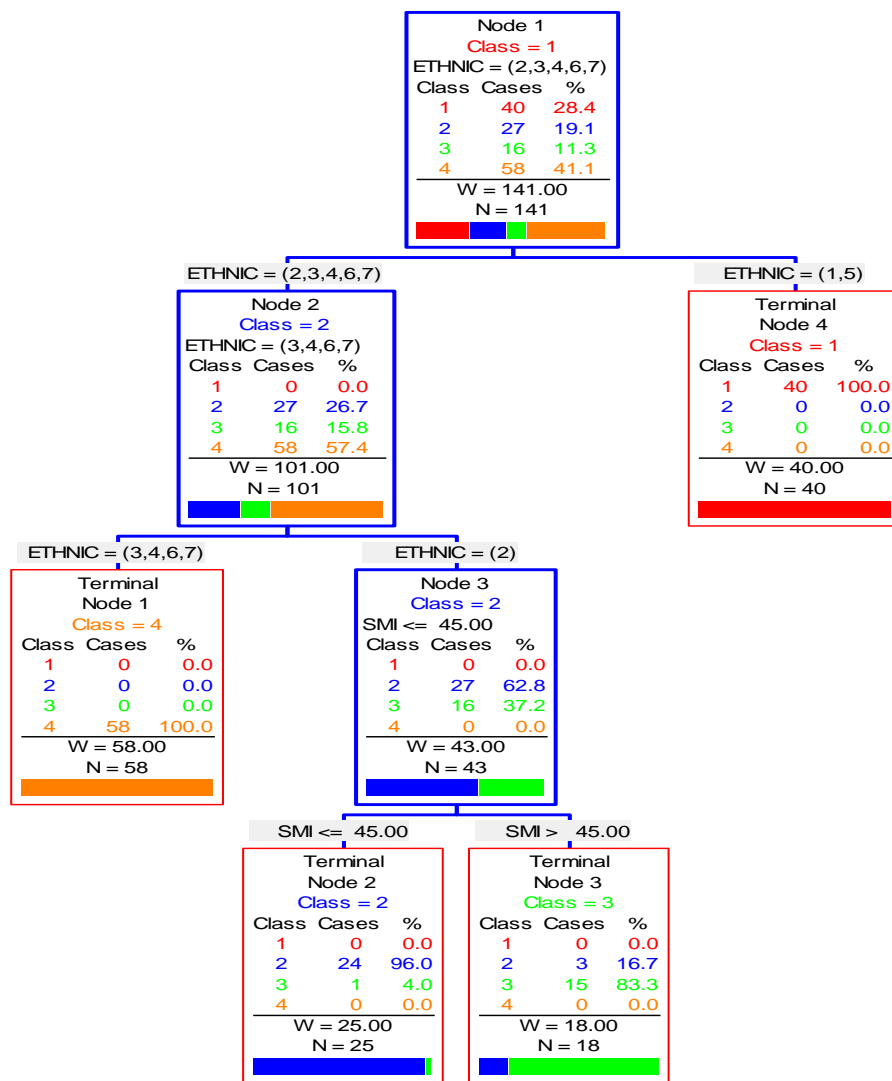 Node 1
Class = 1
ETHNIC = (2,3,4,6,7)
Class Cases %
1 40 28.4
2 27 19.1
3 16 11.3
4 58 41.1
W = 141.00
N = 141
ETHNIC = (2,3,4,6,7)
ETHNIC = (1,5)
Node 2
Class = 2
ETHNIC = (3,4,6,7)
Class Cases %
1 0 0.0
2 27 26.7
3 16 15.8
4 58 57.4
W = 101.00
N = 101
Terminal
Node 4
Class = 1
Class Cases %
1 40 100.0
2 0 0.0
3 0 0.0
4 0 0.0
W = 40.00
N = 40
ETHNIC = (3,4,6,7)
ETHNIC = (2)
Terminal
Node 1
Class = 4
Class Cases %
1 0 0.0
2 0 0.0
3 0 0.0
4 58 100.0
W = 58.00
N = 58
Node 3
Class = 2
SMI <= 45.00
Class Cases %
1 0 0.0
2 27 62.8
3 16 37.2
4 0 0.0
W = 43.00
N = 43
SMI <= 45.00
SMI > 45.00
Terminal
Node 2
Class = 2
Class Cases %
1 0 0.0
2 24 96.0
3 1 4.0
4 0 0.0
W = 25.00
N = 25
Terminal
Node 3
Class = 3
Class Cases %
1 0 0.0
2 3 16.7
3 15 83.3
4 0 0.0
W = 18.00
N = 18